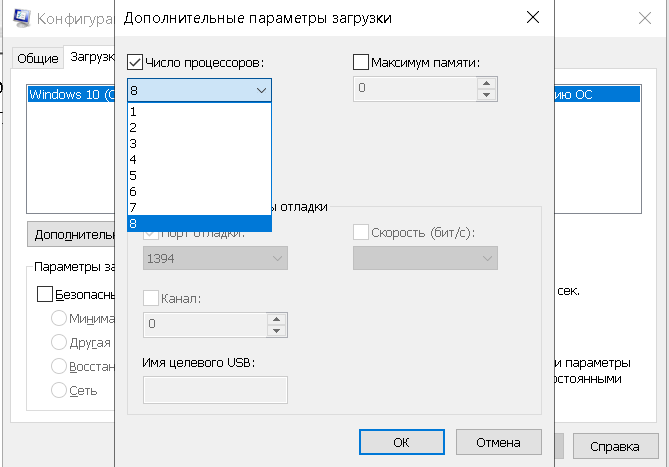 Конфигура
Дополнительные параметры загрузки
Общие
Загрузк
Число процессоров:
Максимум памяти:
8
0
Windows 10 (С
ию ОС
1
2
3
4
5
6
7
8
ы отладки
Дополнитель
Порт отладки:
Скорость (бит/с):
1394
Параметры за
Безопасны
Канал:
сек.
Минима
0
Другая
Восстан
Имя целевого USB:
и параметры
остоянными
Сеть
ОК
Отмена
Справка